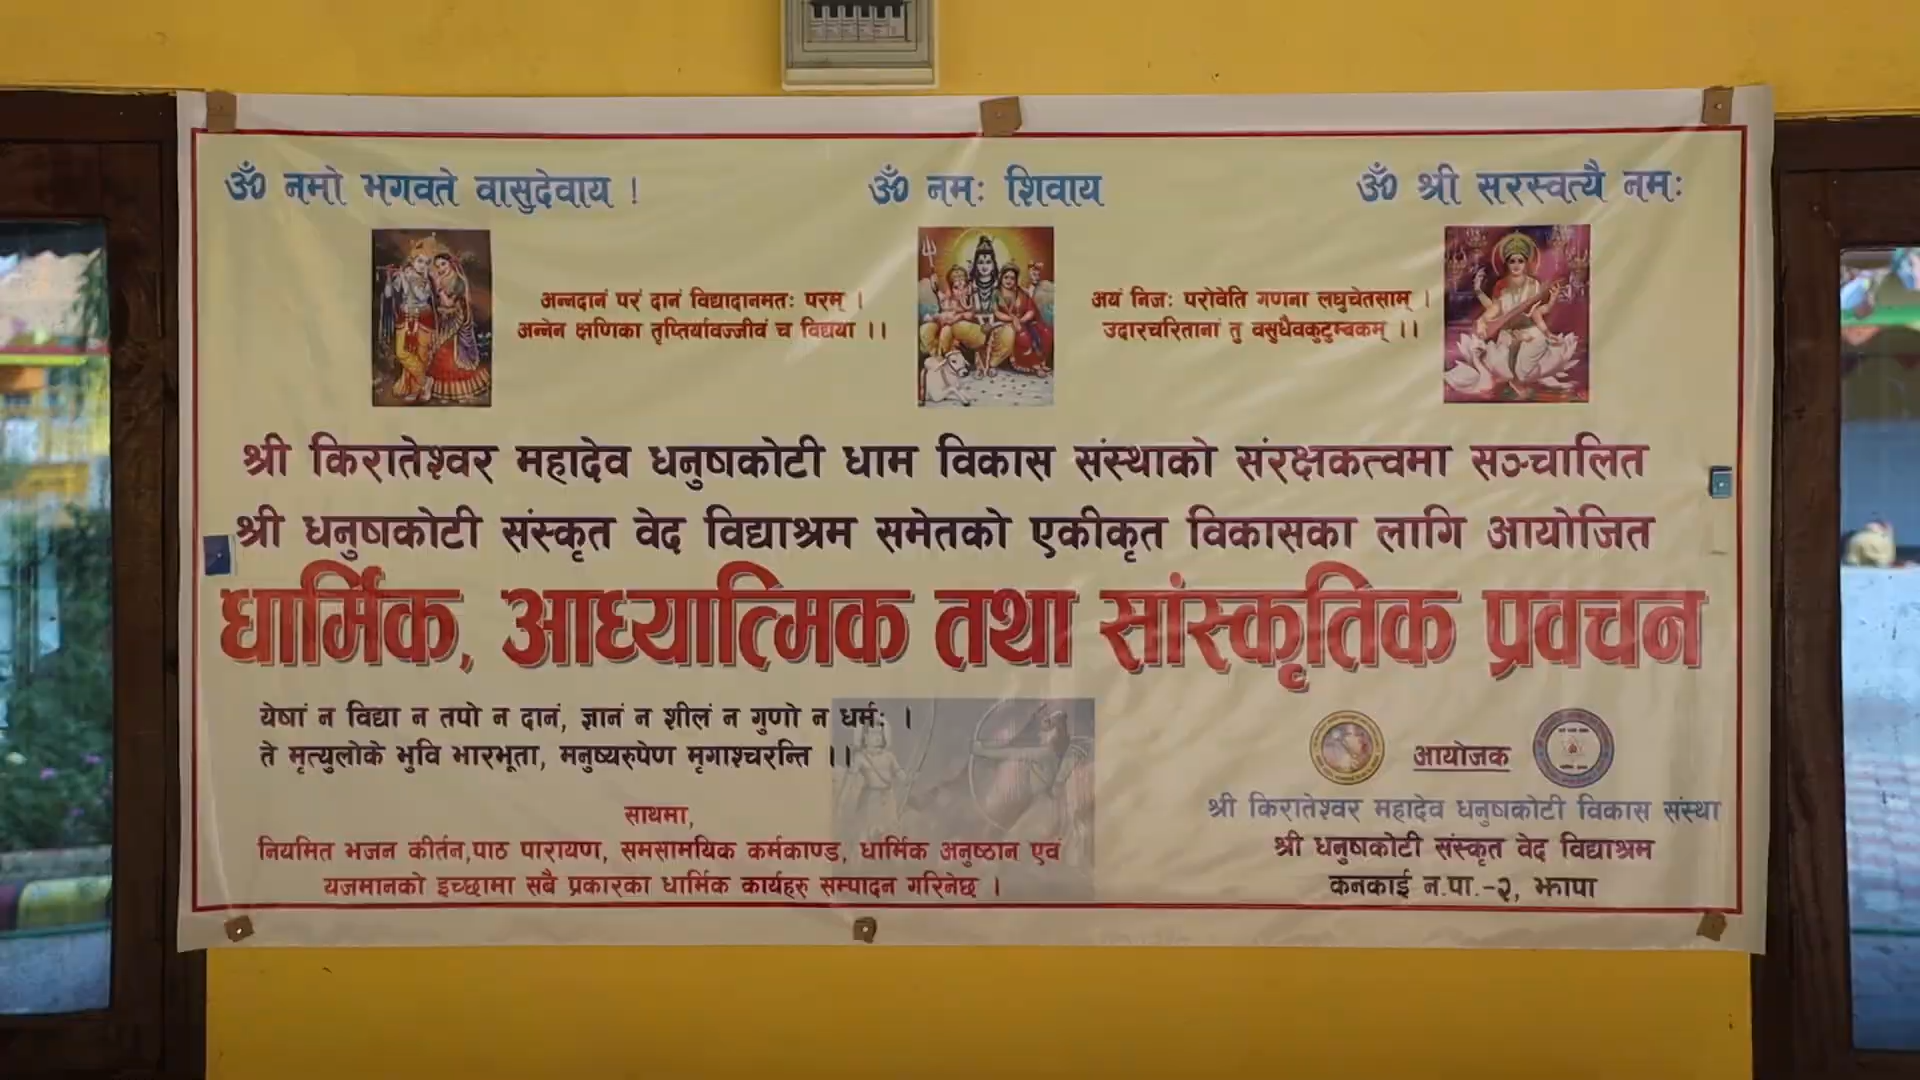 ॐ नमो भगवते वासुदेवाय !
ॐ नमः शिवाय
ॐ श्री सरस्वत्यै नमः
अन्नदानं परं दानं विद्यादानमतः परम् ।
अन्नेन क्षणिका तृप्तिर्यावज्जीवं च विद्यया ।।
अयं निजः परोवेति गणना लघुचेतसाम् ।
उदारचरितानां तु वसुधैवकुटुम्बकम् ।।
श्री किरातेश्वर महादेव धनुषकोटी धाम विकास संस्थाको संरक्षकत्वमा सञ्चालित
श्री धनुषकोटी संस्कृत वेद विद्याश्रम समेतको एकीकृत विकासका लागि आयोजित
धार्मिक, आध्यात्मिक तथा सांस्कृतिक प्रवचन
येषां न विद्या न तपो न दानं, ज्ञानं न शीलं न गुणो न धर्मः ।
ते मृत्युलोके भुवि भारभूता, मनुष्यरुपेण मृगाश्चरन्ति ।।
साथमा,
नियमित भजन कीर्तन,पाठ पारायण, समसामयिक कर्मकाण्ड, धार्मिक अनुष्ठान एवं
यजमानको इच्छामा सबै प्रकारका धार्मिक कार्यहरु सम्पादन गरिनेछ ।
आयोजक
श्री किरातेश्वर महादेव धनुषकोटी विकास संस्था
श्री धनुषकोटी संस्कृत वेद विद्याश्रम
कनकाई न.पा.-२, झापा